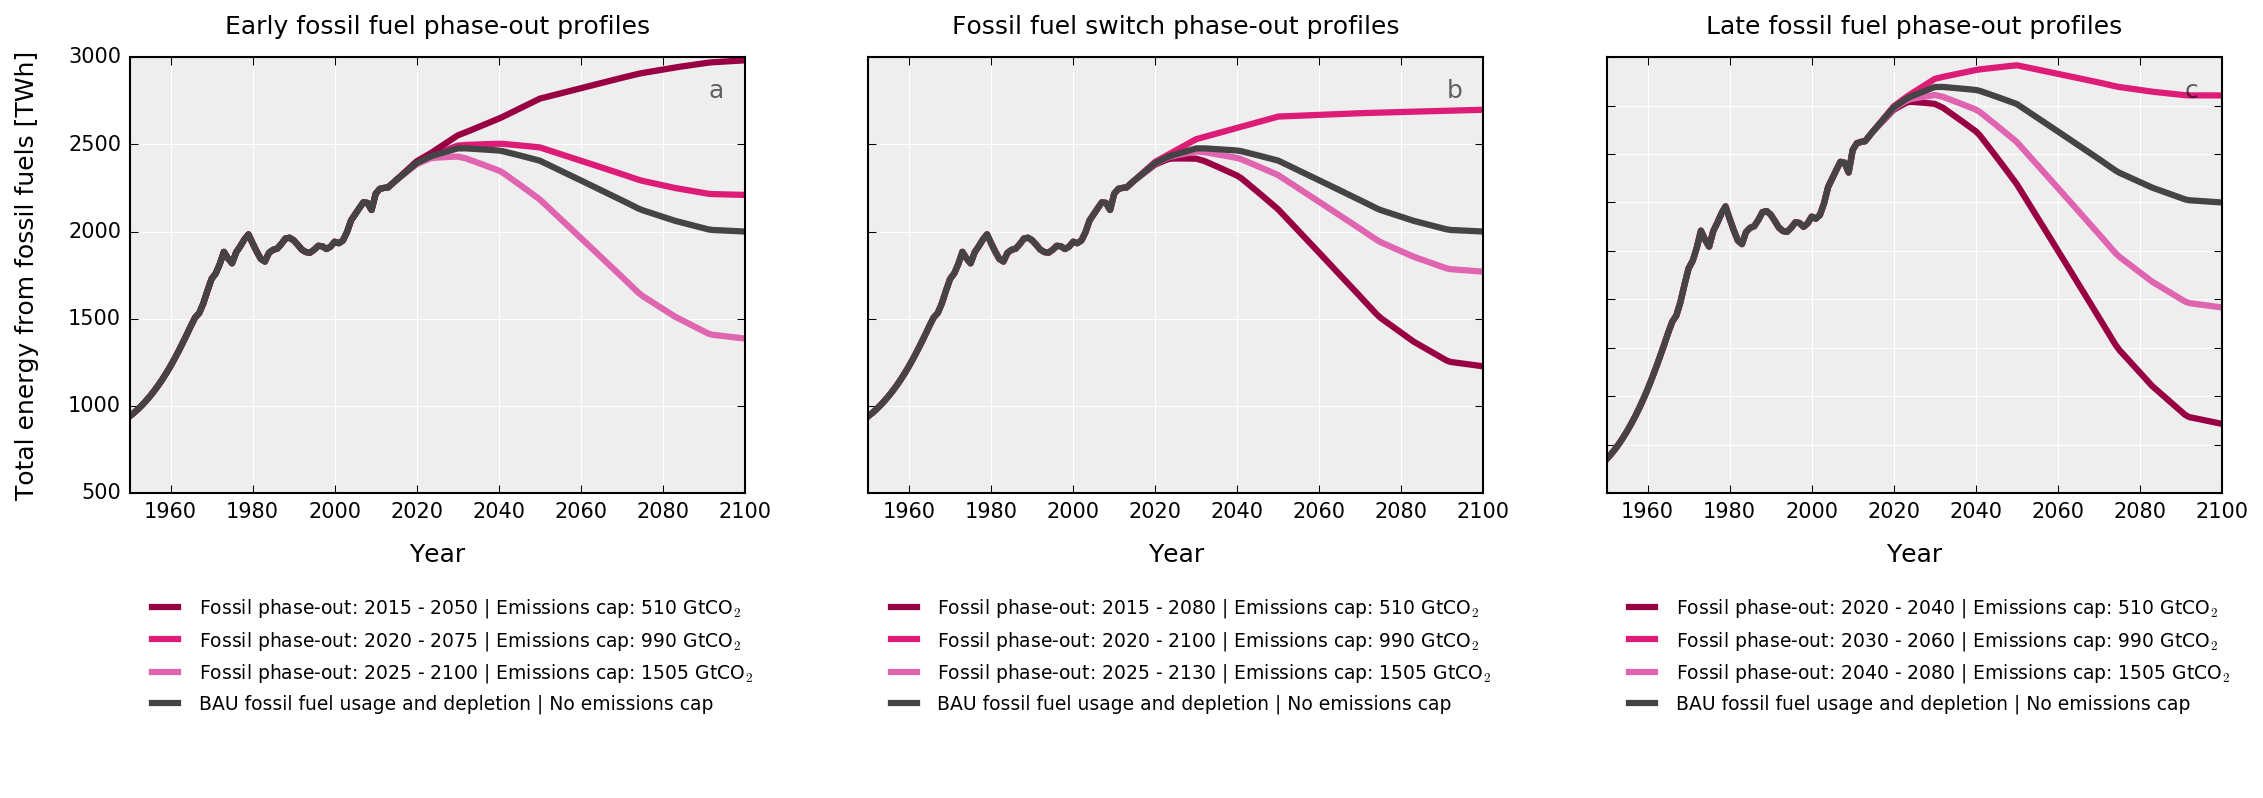 Early fossil fuel phase-out profiles
Fossil fuel switch phase-out profiles
Late fossil fuel phase-out profiles
Total energy from fossil fuels [TWh]
3000
2500
2000
1500
1000
500
a
b
c
1960 1980 2000 2020 2040 2060 2080 2100
1960 1980 2000 2020 2040 2060 2080 2100
1960 1980 2000 2020 2040 2060 2080 2100
Year
Year
Year
Fossil phase-out: 2015 - 2050 | Emissions cap: 510 GtCO₂
Fossil phase-out: 2020 - 2075 | Emissions cap: 990 GtCO₂
Fossil phase-out: 2025 - 2100 | Emissions cap: 1505 GtCO₂
BAU fossil fuel usage and depletion | No emissions cap
Fossil phase-out: 2015 - 2080 | Emissions cap: 510 GtCO₂
Fossil phase-out: 2020 - 2100 | Emissions cap: 990 GtCO₂
Fossil phase-out: 2025 - 2130 | Emissions cap: 1505 GtCO₂
BAU fossil fuel usage and depletion | No emissions cap
Fossil phase-out: 2020 - 2040 | Emissions cap: 510 GtCO₂
Fossil phase-out: 2030 - 2060 | Emissions cap: 990 GtCO₂
Fossil phase-out: 2040 - 2080 | Emissions cap: 1505 GtCO₂
BAU fossil fuel usage and depletion | No emissions cap